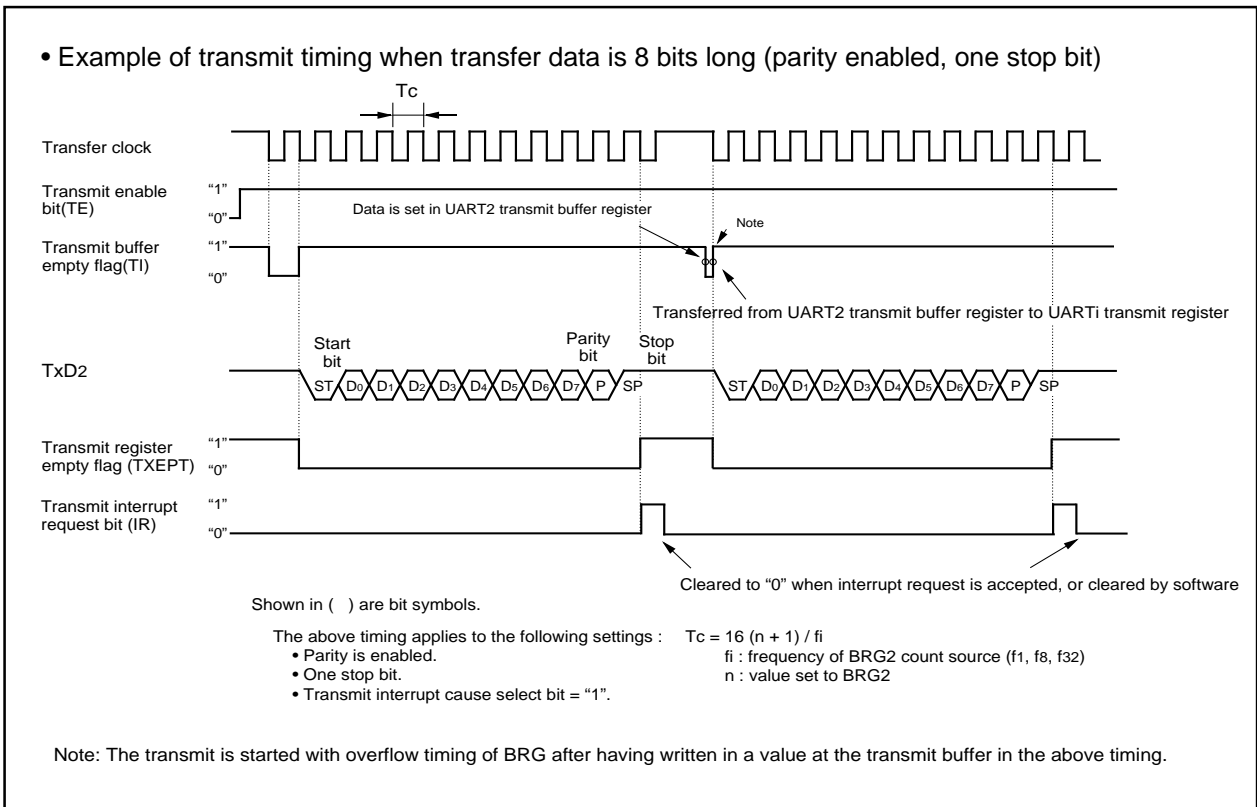 • Example of transmit timing when transfer data is 8 bits long (parity enabled, one stop bit)
Tc
Transfer clock
Transmit enable
bit(TE)
“1”
“0”
Data is set in UART2 transmit buffer register
Note
Transmit buffer
empty flag(TI)
“1”
“0”
Transferred from UART2 transmit buffer register to UARTi transmit register
Start
bit
Parity
bit
Stop
bit
TxD2
ST D0 D1 D2 D3 D4 D5 D6 D7 P SP
ST D0 D1 D2 D3 D4 D5 D6 D7 P SP
Transmit register
empty flag (TXEPT)
“1”
“0”
Transmit interrupt
request bit (IR)
“1”
“0”
Cleared to “0” when interrupt request is accepted, or cleared by software
Shown in ( ) are bit symbols.
The above timing applies to the following settings :
• Parity is enabled.
• One stop bit.
• Transmit interrupt cause select bit = “1”.
Tc = 16 (n + 1) / fi
fi : frequency of BRG2 count source (f1, f8, f32)
n : value set to BRG2
Note: The transmit is started with overflow timing of BRG after having written in a value at the transmit buffer in the above timing.